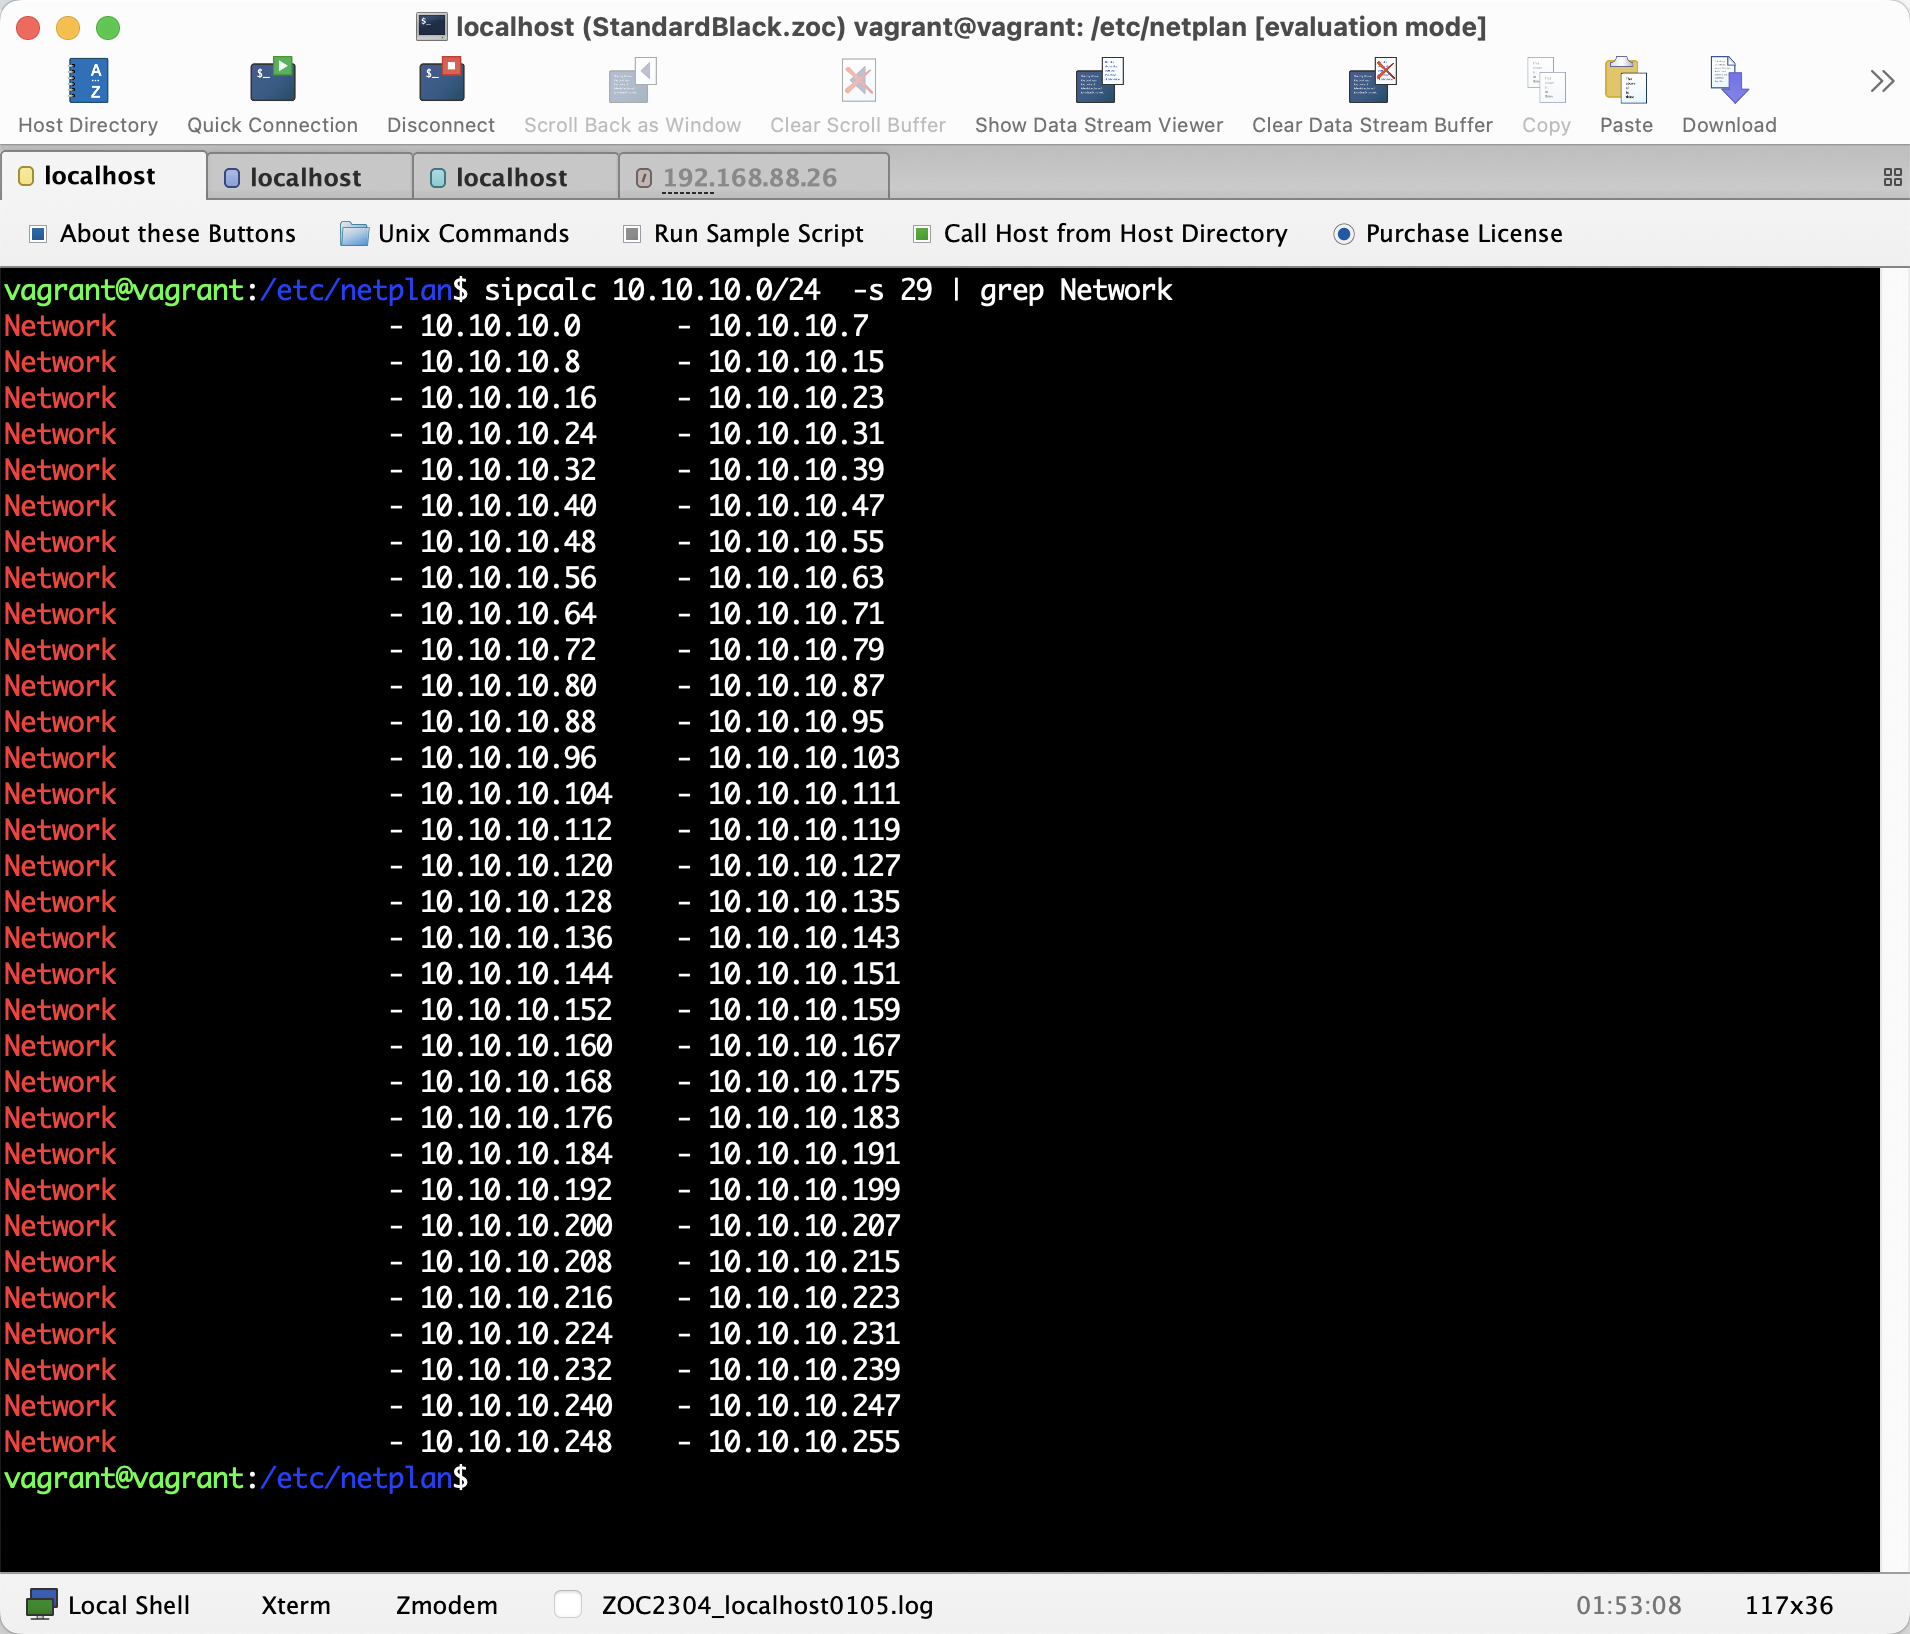 localhost (StandardBlack.zoc) vagrant@vagrant: /etc/netplan [evaluation mode]
Host Directory Quick Connection Disconnect Scroll Back as Window Clear Scroll Buffer Show Data Stream Viewer Clear Data Stream Buffer Copy Paste Download
localhost localhost localhost 192.168.88.26
About these Buttons Unix Commands Run Sample Script Call Host from Host Directory Purchase License
vagrant@vagrant:/etc/netplan$ sipcalc 10.10.10.0/24  -s 29 | grep Network
Network - 10.10.10.0 - 10.10.10.7
Network - 10.10.10.8 - 10.10.10.15
Network - 10.10.10.16 - 10.10.10.23
Network - 10.10.10.24 - 10.10.10.31
Network - 10.10.10.32 - 10.10.10.39
Network - 10.10.10.40 - 10.10.10.47
Network - 10.10.10.48 - 10.10.10.55
Network - 10.10.10.56 - 10.10.10.63
Network - 10.10.10.64 - 10.10.10.71
Network - 10.10.10.72 - 10.10.10.79
Network - 10.10.10.80 - 10.10.10.87
Network - 10.10.10.88 - 10.10.10.95
Network - 10.10.10.96 - 10.10.10.103
Network - 10.10.10.104 - 10.10.10.111
Network - 10.10.10.112 - 10.10.10.119
Network - 10.10.10.120 - 10.10.10.127
Network - 10.10.10.128 - 10.10.10.135
Network - 10.10.10.136 - 10.10.10.143
Network - 10.10.10.144 - 10.10.10.151
Network - 10.10.10.152 - 10.10.10.159
Network - 10.10.10.160 - 10.10.10.167
Network - 10.10.10.168 - 10.10.10.175
Network - 10.10.10.176 - 10.10.10.183
Network - 10.10.10.184 - 10.10.10.191
Network - 10.10.10.192 - 10.10.10.199
Network - 10.10.10.200 - 10.10.10.207
Network - 10.10.10.208 - 10.10.10.215
Network - 10.10.10.216 - 10.10.10.223
Network - 10.10.10.224 - 10.10.10.231
Network - 10.10.10.232 - 10.10.10.239
Network - 10.10.10.240 - 10.10.10.247
Network - 10.10.10.248 - 10.10.10.255
vagrant@vagrant:/etc/netplan$
Local Shell Xterm Zmodem ZOC2304_localhost0105.log 01:53:08 117x36